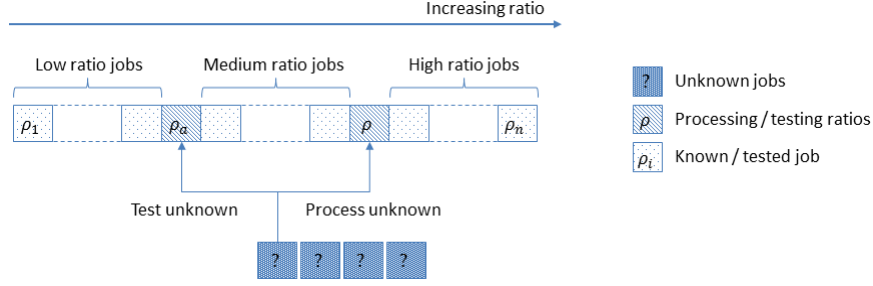 Increasing ratio
Low ratio jobs
Medium ratio jobs
High ratio jobs
? Unknown jobs
ρ₁ ρₐ ρ ρₙ
ρ Processing / testing ratios
ρᵢ Known / tested job
Test unknown
Process unknown
? ? ? ?